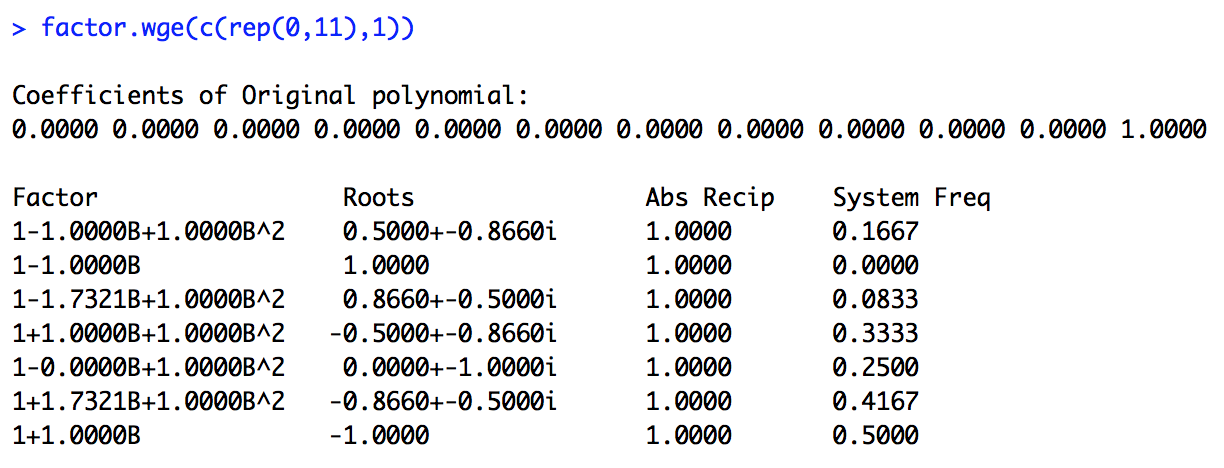 > factor.wge(c(rep(0,11),1))
Coefficients of Original polynomial:
0.0000 0.0000 0.0000 0.0000 0.0000 0.0000 0.0000 0.0000 0.0000 0.0000 0.0000 1.0000
Factor Roots Abs Recip System Freq
1-1.0000B+1.0000B^2 0.5000+-0.8660i 1.0000 0.1667
1-1.0000B 1.0000 1.0000 0.0000
1-1.7321B+1.0000B^2 0.8660+-0.5000i 1.0000 0.0833
1+1.0000B+1.0000B^2 -0.5000+-0.8660i 1.0000 0.3333
1-0.0000B+1.0000B^2 0.0000+-1.0000i 1.0000 0.2500
1+1.7321B+1.0000B^2 -0.8660+-0.5000i 1.0000 0.4167
1+1.0000B -1.0000 1.0000 0.5000